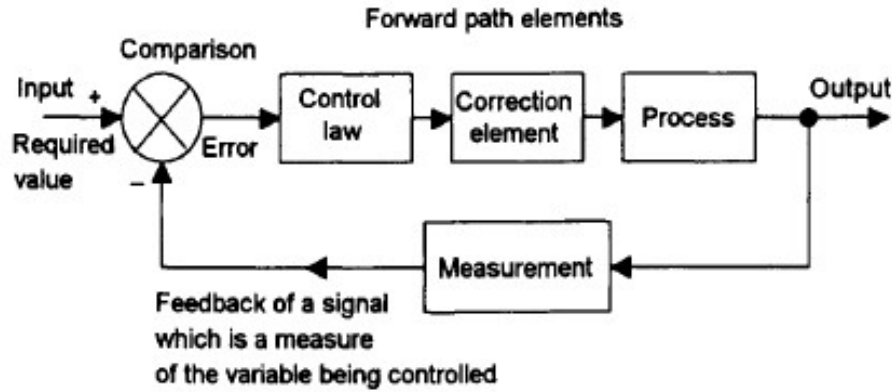 Forward path elements
Comparison
Input
+
Required
value
−
Error
Control
law
Correction
element
Process
Output
Measurement
Feedback of a signal
which is a measure
of the variable being controlled